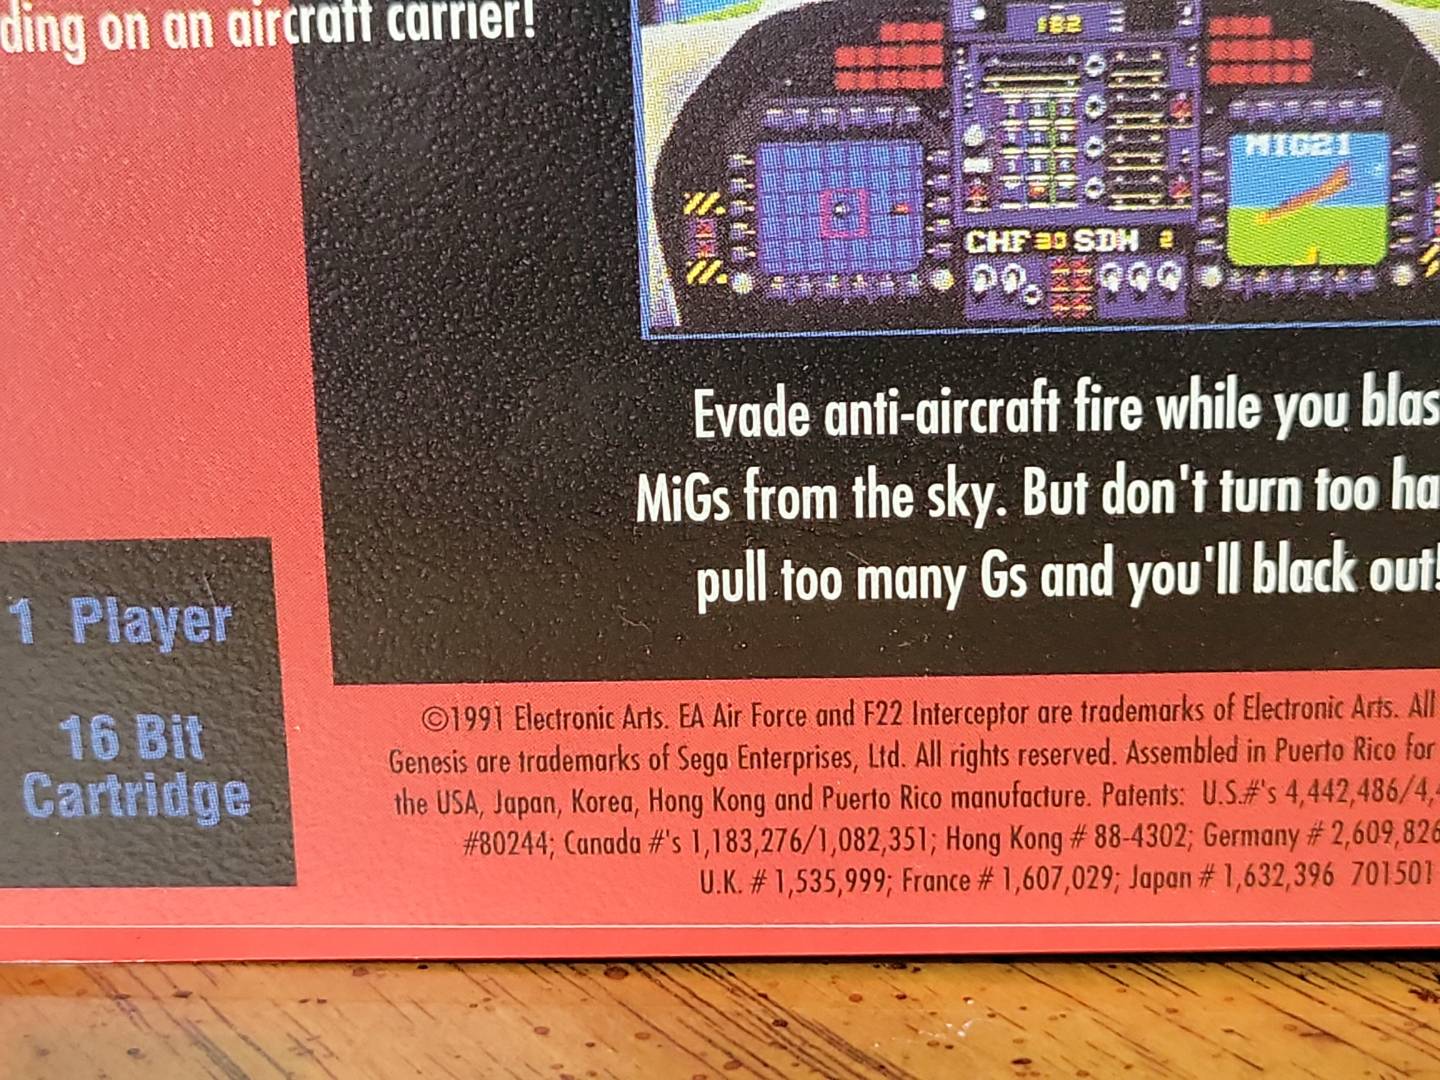 ding on an aircraft carrier!
182
MIG21
CHF 30 SDH 2
Evade anti-aircraft fire while you blas
MiGs from the sky. But don't turn too ha
pull too many Gs and you'll black out!
1 Player
16 Bit
Cartridge
©1991 Electronic Arts. EA Air Force and F22 Interceptor are trademarks of Electronic Arts. All
Genesis are trademarks of Sega Enterprises, Ltd. All rights reserved. Assembled in Puerto Rico for
the USA, Japan, Korea, Hong Kong and Puerto Rico manufacture. Patents: U.S.#'s 4,442,486/4,
#80244; Canada #'s 1,183,276/1,082,351; Hong Kong # 88-4302; Germany # 2,609,826
U.K. # 1,535,999; France # 1,607,029; Japan # 1,632,396 701501